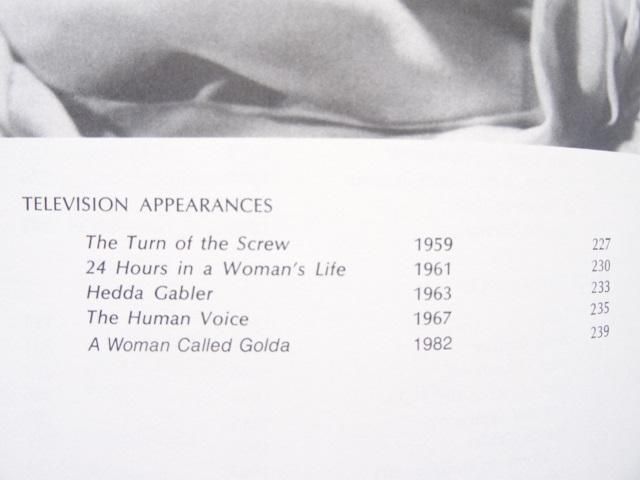 TELEVISION APPEARANCES
The Turn of the Screw 1959 227
24 Hours in a Woman's Life 1961 230
Hedda Gabler 1963 233
The Human Voice 1967 235
A Woman Called Golda 1982 239